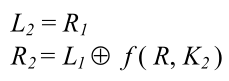 L₂ = R₁
R₂ = L₁ ⊕ f( R, K₂)